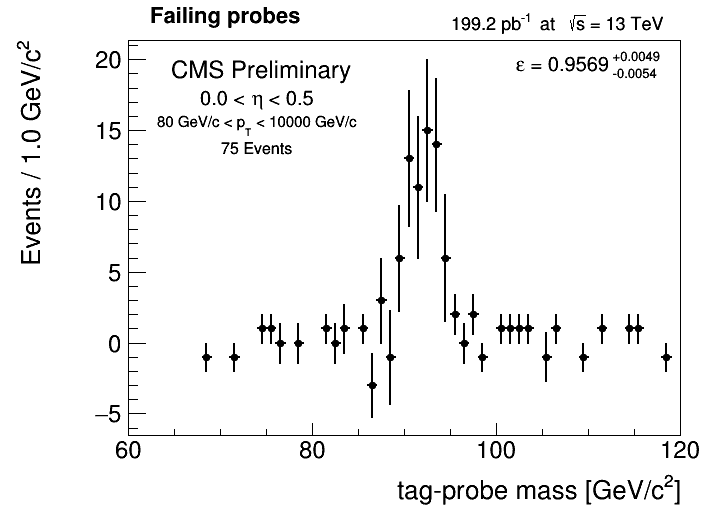 Failing probes
199.2 pb⁻¹ at √s = 13 TeV
CMS Preliminary
0.0 < η < 0.5
80 GeV/c < p_T < 10000 GeV/c
75 Events
ε = 0.9569 +0.0049 -0.0054
Events / 1.0 GeV/c²
20
15
10
5
0
−5
60 80 100 120
tag-probe mass [GeV/c²]